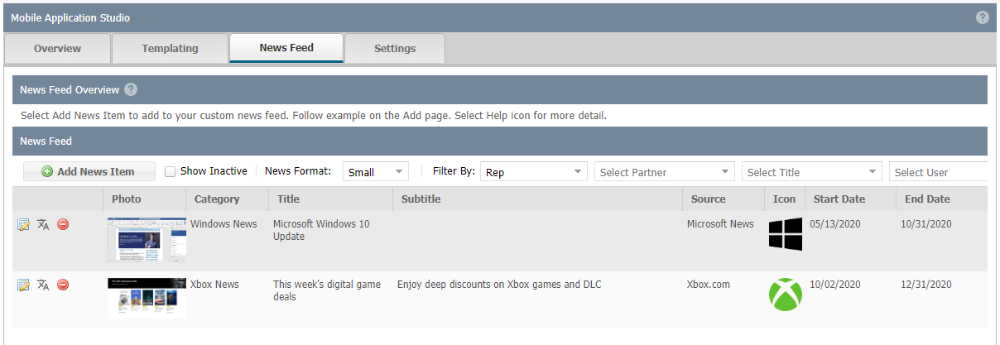 Mobile Application Studio
Overview Templating News Feed Settings
News Feed Overview
Select Add News Item to add to your custom news feed. Follow example on the Add page. Select Help icon for more detail.
News Feed
Add News Item Show Inactive News Format: Small Filter By: Rep Select Partner Select Title Select User
Photo Category Title Subtitle Source Icon Start Date End Date
Windows News Microsoft Windows 10 Microsoft News 05/13/2020 10/31/2020
Update
Xbox News This week’s digital game Enjoy deep discounts on Xbox games and DLC Xbox.com 10/02/2020 12/31/2020
deals